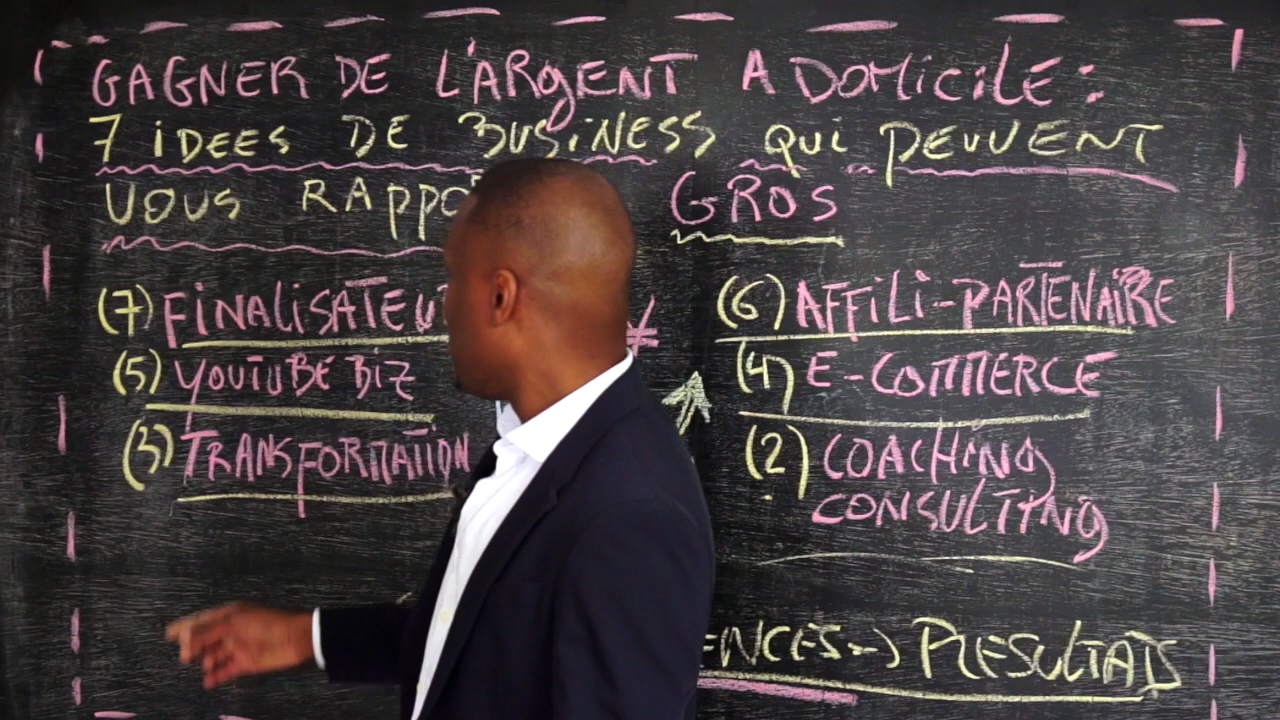 GAGNER DE L'ARGENT A DOMICILE :
7 IDEES DE BUSINESS QUI PEUVENT
VOUS RAPPO GROS
(7) FINALISATEU
(6) AFFILI-PARTENAIRE
(5) YOUTUBE BIZ
(4) E-COMMERCE
(3) TRANSFORMATION
(2) COACHING
CONSULTING
ENCES -> RESULTATS